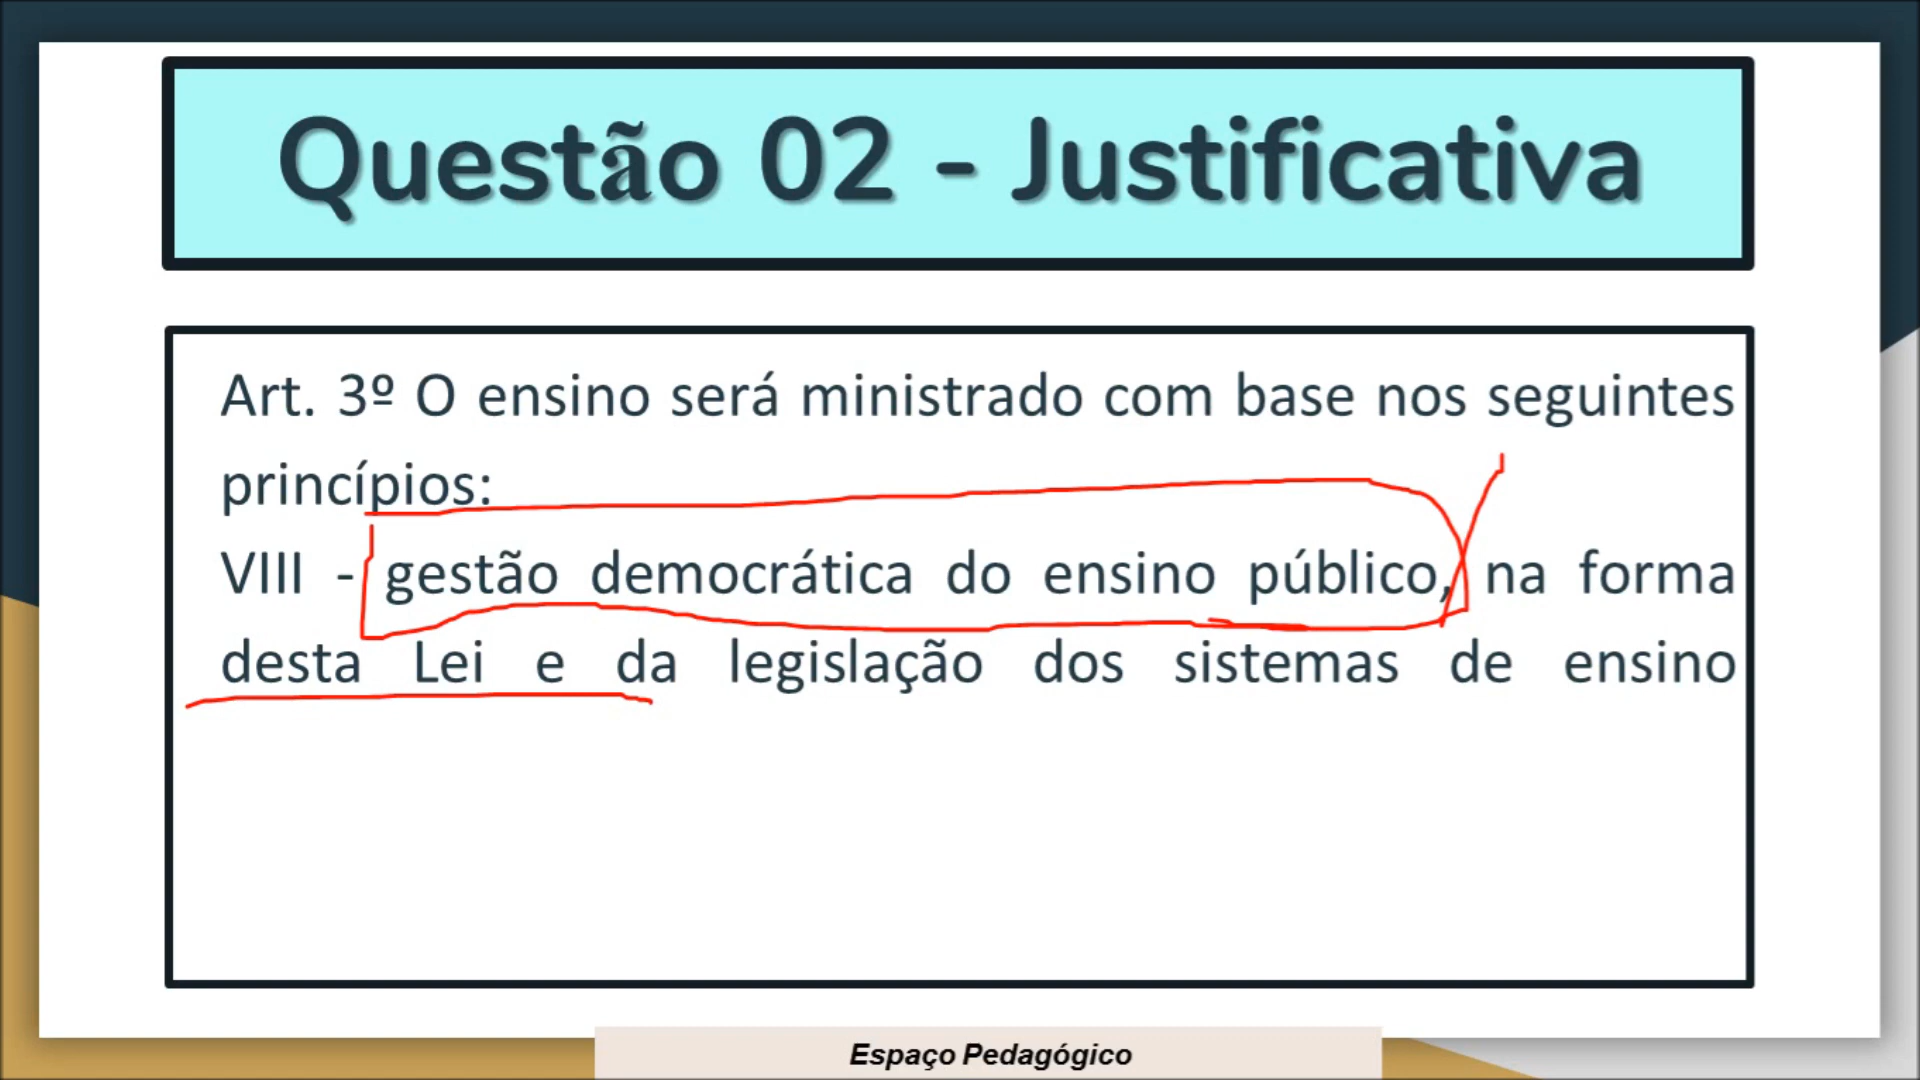 Questão 02 - Justificativa
Art. 3º O ensino será ministrado com base nos seguintes
princípios:
VIII - gestão democrática do ensino público, na forma
desta Lei e da legislação dos sistemas de ensino
Espaço Pedagógico